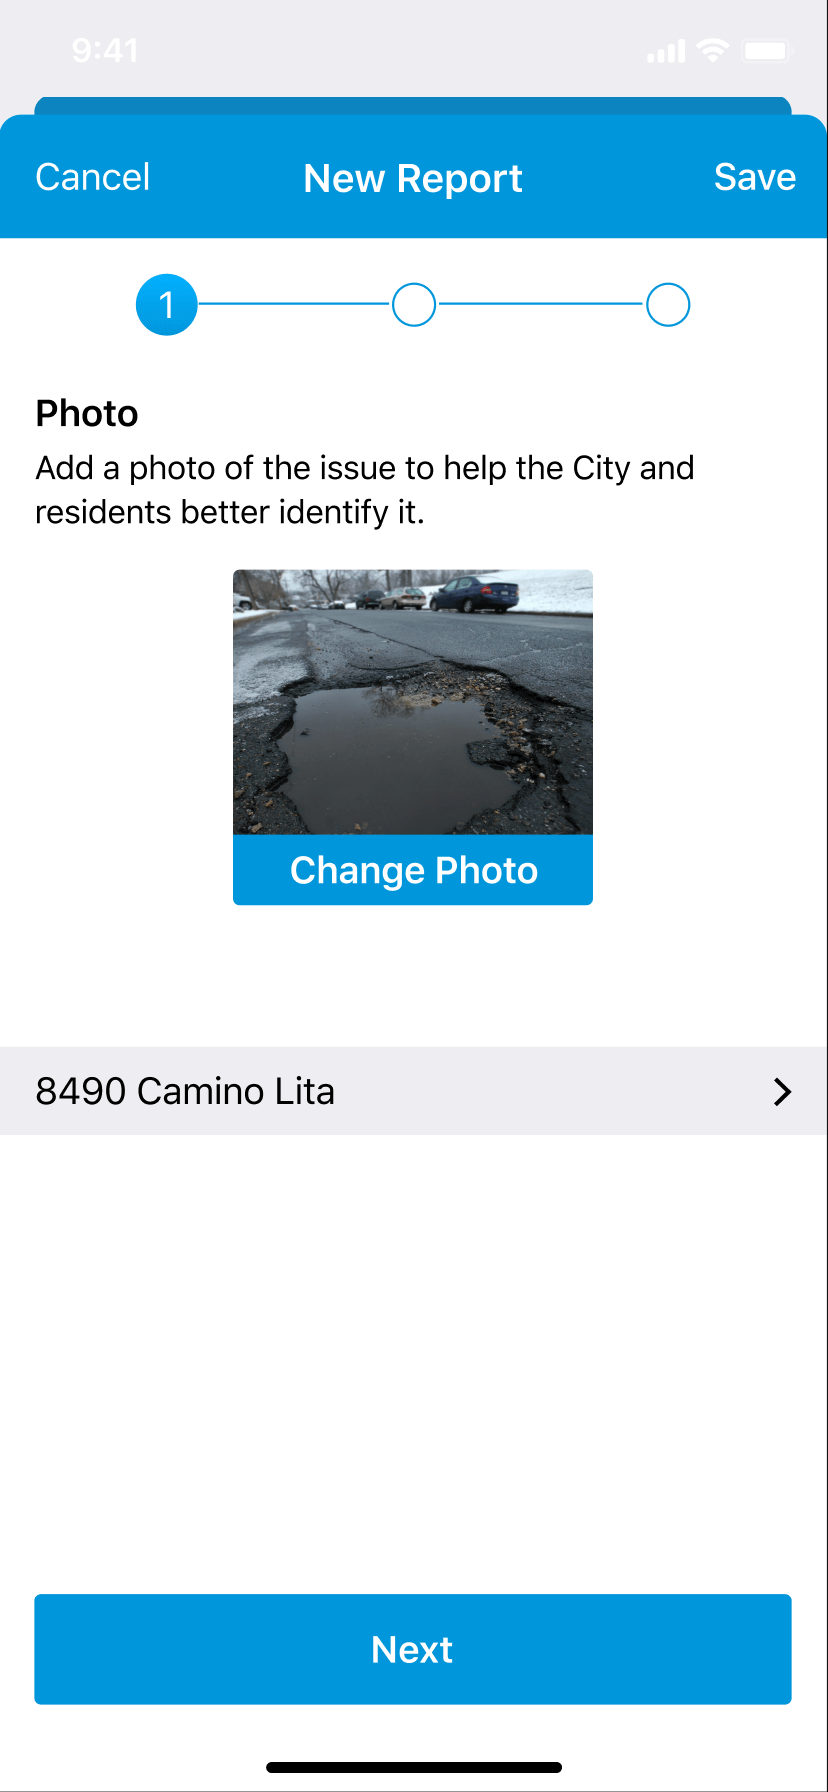 9:41
Cancel New Report Save
1
Photo
Add a photo of the issue to help the City and
residents better identify it.
Change Photo
8490 Camino Lita
Next